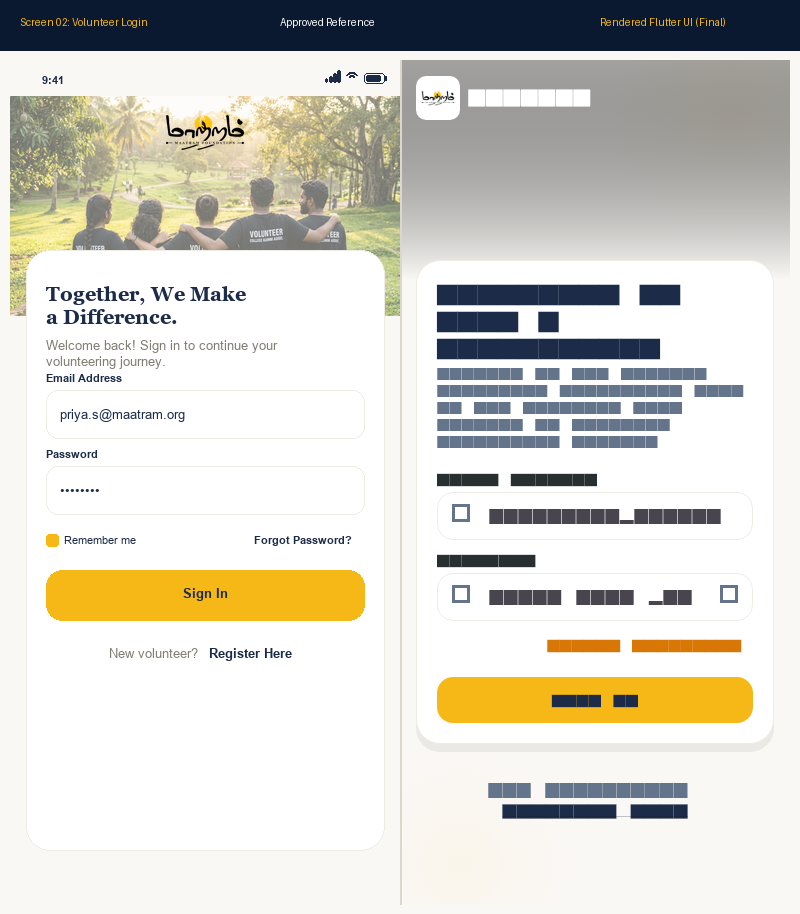 Screen 02: Volunteer Login
Approved Reference
Rendered Flutter UI (Final)
9:41
மாற்றம்
MAATRAM FOUNDATION
VOLUNTEER
VOLUNTEER
VOLUNTEER
Together, We Make
a Difference.
Welcome back! Sign in to continue your
volunteering journey.
Email Address
priya.s@maatram.org
Password
••••••••
Remember me
Forgot Password?
Sign In
New volunteer? Register Here
மாற்றம்